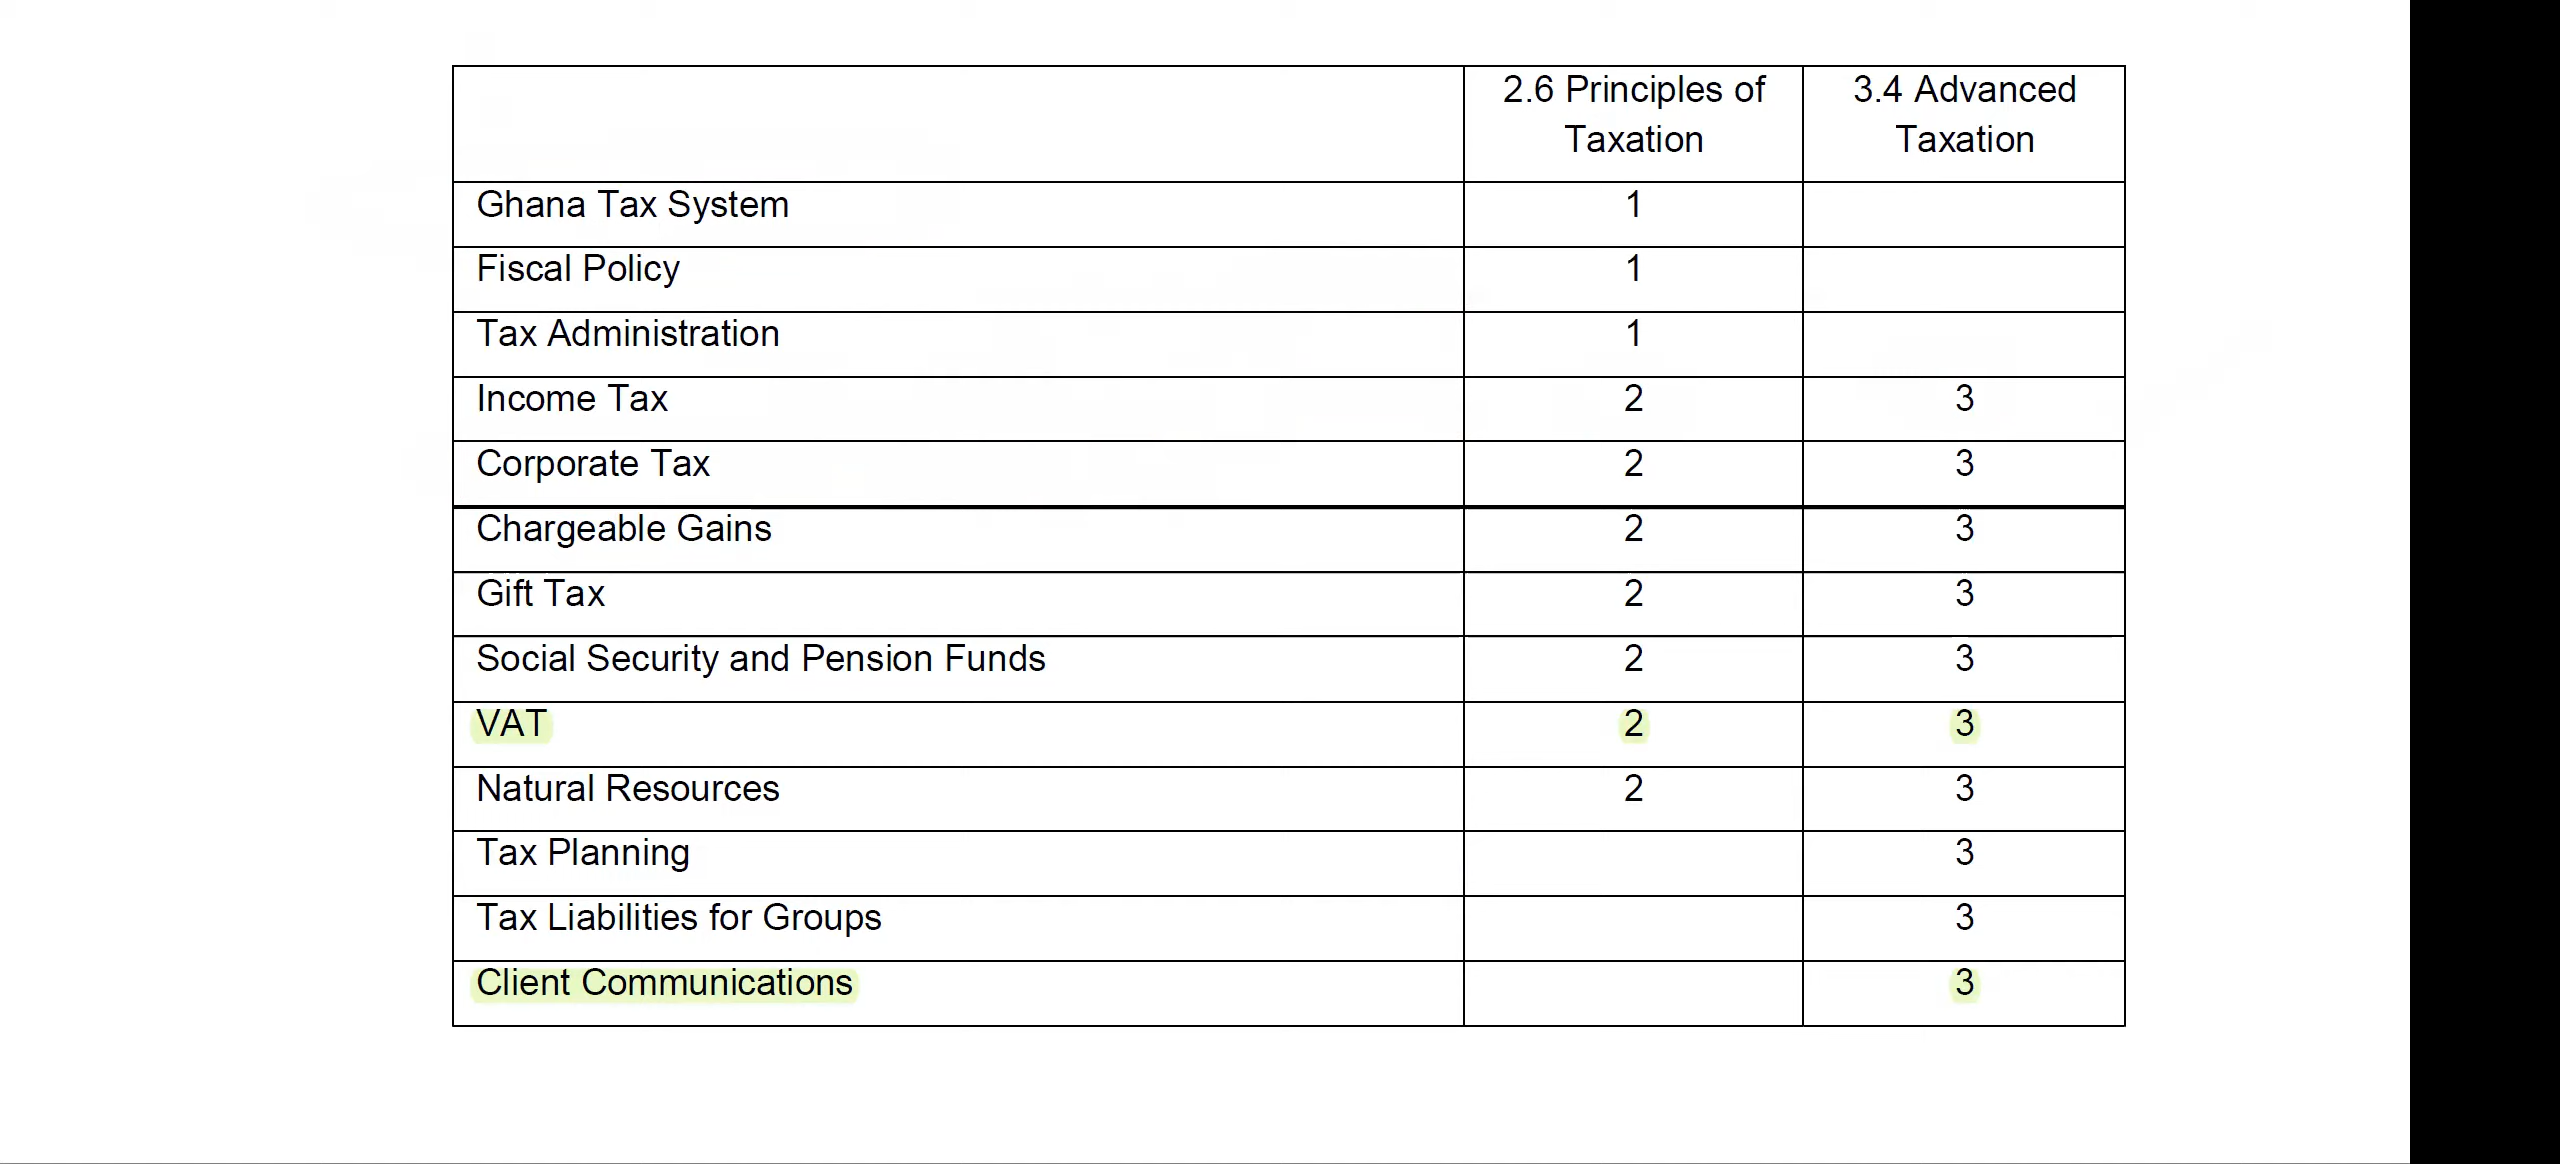 2.6 Principles of Taxation 3.4 Advanced Taxation
Ghana Tax System 1
Fiscal Policy 1
Tax Administration 1
Income Tax 2 3
Corporate Tax 2 3
Chargeable Gains 2 3
Gift Tax 2 3
Social Security and Pension Funds 2 3
VAT 2 3
Natural Resources 2 3
Tax Planning 3
Tax Liabilities for Groups 3
Client Communications 3